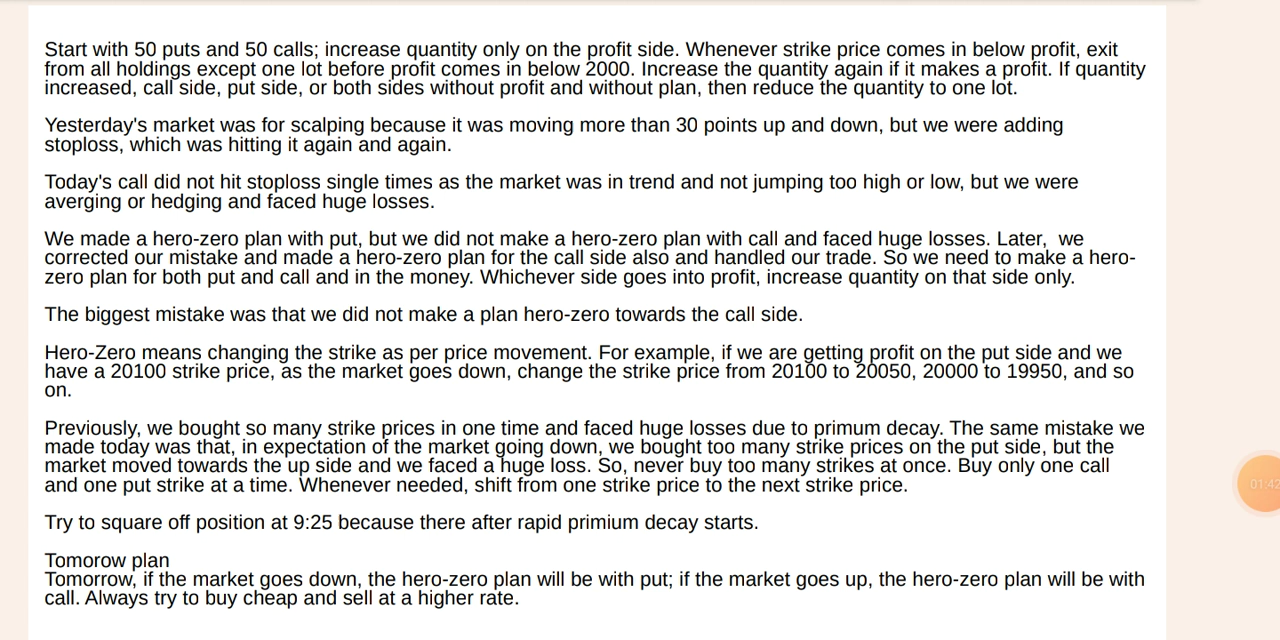 Start with 50 puts and 50 calls; increase quantity only on the profit side. Whenever strike price comes in below profit, exit
from all holdings except one lot before profit comes in below 2000. Increase the quantity again if it makes a profit. If quantity
increased, call side, put side, or both sides without profit and without plan, then reduce the quantity to one lot.
Yesterday's market was for scalping because it was moving more than 30 points up and down, but we were adding
stoploss, which was hitting it again and again.
Today's call did not hit stoploss single times as the market was in trend and not jumping too high or low, but we were
averging or hedging and faced huge losses.
We made a hero-zero plan with put, but we did not make a hero-zero plan with call and faced huge losses. Later,  we
corrected our mistake and made a hero-zero plan for the call side also and handled our trade. So we need to make a hero-
zero plan for both put and call and in the money. Whichever side goes into profit, increase quantity on that side only.
The biggest mistake was that we did not make a plan hero-zero towards the call side.
Hero-Zero means changing the strike as per price movement. For example, if we are getting profit on the put side and we
have a 20100 strike price, as the market goes down, change the strike price from 20100 to 20050, 20000 to 19950, and so
on.
Previously, we bought so many strike prices in one time and faced huge losses due to primum decay. The same mistake we
made today was that, in expectation of the market going down, we bought too many strike prices on the put side, but the
market moved towards the up side and we faced a huge loss. So, never buy too many strikes at once. Buy only one call
and one put strike at a time. Whenever needed, shift from one strike price to the next strike price.
Try to square off position at 9:25 because there after rapid primium decay starts.
Tomorow plan
Tomorrow, if the market goes down, the hero-zero plan will be with put; if the market goes up, the hero-zero plan will be with
call. Always try to buy cheap and sell at a higher rate.
01:42